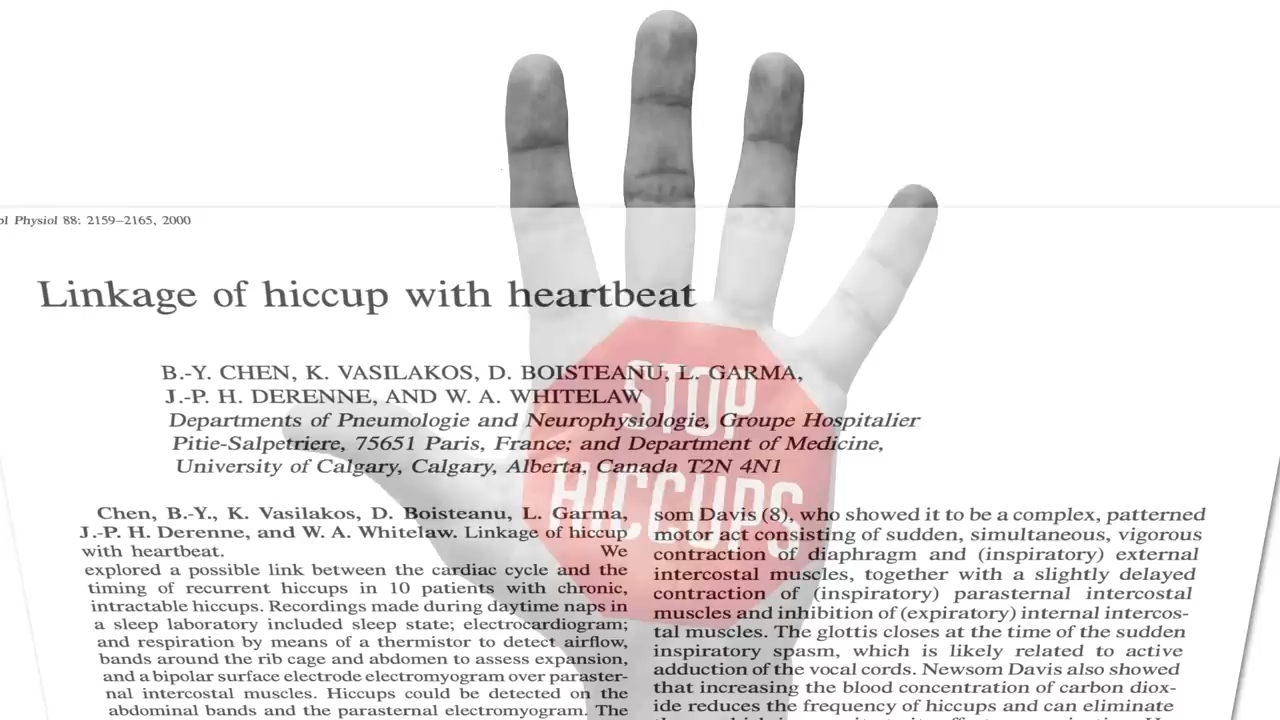 Physiol 88: 2159–2165, 2000
Linkage of hiccup with heartbeat
B.-Y. CHEN, K. VASILAKOS, D. BOISTEANU, L. GARMA,
J.-P. H. DERENNE, AND W. A. WHITELAW
Departments of Pneumologie and Neurophysiologie, Groupe Hospitalier
Pitie-Salpetriere, 75651 Paris, France; and Department of Medicine,
University of Calgary, Calgary, Alberta, Canada T2N 4N1
STOP
HICCUPS
Chen, B.-Y., K. Vasilakos, D. Boisteanu, L. Garma,
J.-P. H. Derenne, and W. A. Whitelaw. Linkage of hiccup
with heartbeat. We
explored a possible link between the cardiac cycle and the
timing of recurrent hiccups in 10 patients with chronic,
intractable hiccups. Recordings made during daytime naps in
a sleep laboratory included sleep state; electrocardiogram;
and respiration by means of a thermistor to detect airflow,
bands around the rib cage and abdomen to assess expansion,
and a bipolar surface electrode electromyogram over paraster-
nal intercostal muscles. Hiccups could be detected on the
abdominal bands and the parasternal electromyogram. The
som Davis (8), who showed it to be a complex, patterned
motor act consisting of sudden, simultaneous, vigorous
contraction of diaphragm and (inspiratory) external
intercostal muscles, together with a slightly delayed
contraction of (inspiratory) parasternal intercostal
muscles and inhibition of (expiratory) internal intercos-
tal muscles. The glottis closes at the time of the sudden
inspiratory spasm, which is likely related to active
adduction of the vocal cords. Newsom Davis also showed
that increasing the blood concentration of carbon diox-
ide reduces the frequency of hiccups and can eliminate